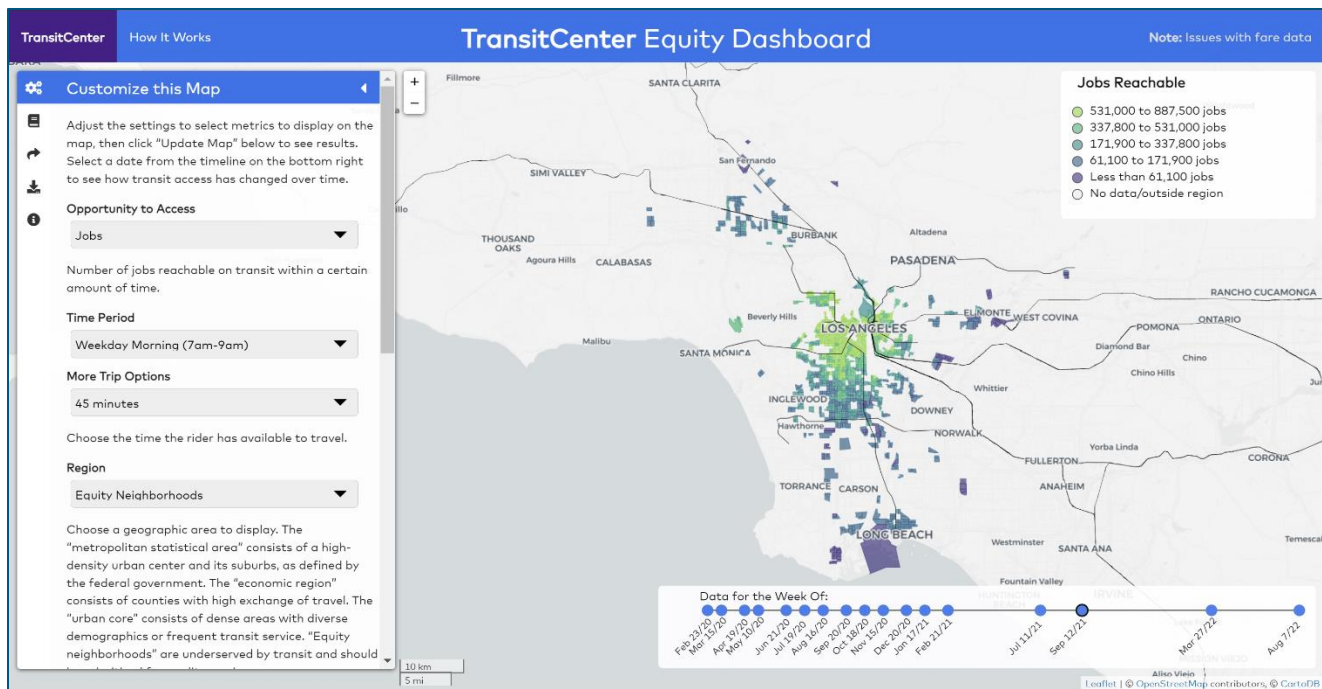 TransitCenter
How It Works
TransitCenter Equity Dashboard
Note: Issues with fare data
Customize this Map
Adjust the settings to select metrics to display on the
map, then click “Update Map” below to see results.
Select a date from the timeline on the bottom right
to see how transit access has changed over time.
Opportunity to Access
Jobs
Number of jobs reachable on transit within a certain
amount of time.
Time Period
Weekday Morning (7am-9am)
More Trip Options
45 minutes
Choose the time the rider has available to travel.
Region
Equity Neighborhoods
Choose a geographic area to display. The
“metropolitan statistical area” consists of a high-
density urban center and its suburbs, as defined by
the federal government. The “economic region”
consists of counties with high exchange of travel. The
“urban core” consists of dense areas with diverse
demographics or frequent transit service. “Equity
neighborhoods” are underserved by transit and should
+
−
Jobs Reachable
531,000 to 887,500 jobs
337,800 to 531,000 jobs
171,900 to 337,800 jobs
61,100 to 171,900 jobs
Less than 61,100 jobs
No data/outside region
Fillmore
SANTA CLARITA
San Fernando
SIMI VALLEY
THOUSAND
OAKS
Agoura Hills
CALABASAS
BURBANK
Altadena
PASADENA
RANCHO CUCAMONGA
Beverly Hills
LOS ANGELES
EL MONTE
WEST COVINA
POMONA
ONTARIO
Malibu
SANTA MONICA
Diamond Bar
Chino
Chino Hills
Whittier
INGLEWOOD
DOWNEY
Hawthorne
NORWALK
Yorba Linda
FULLERTON
CORONA
TORRANCE
CARSON
ANAHEIM
LONG BEACH
Westminster
SANTA ANA
Temescal
Fountain Valley
HUNTINGTON
BEACH
IRVINE
MISSION VIEJO
Aliso Viejo
Data for the Week Of:
Feb 23/20
Mar 15/20
Apr 19/20
May 10/20
Jun 21/20
Jul 19/20
Aug 16/20
Sep 20/20
Oct 18/20
Nov 15/20
Dec 20/20
Jan 17/21
Feb 21/21
Jul 11/21
Sep 12/21
Mar 27/22
Aug 7/22
10 km
5 mi
Leaflet | © OpenStreetMap contributors, © CartoDB